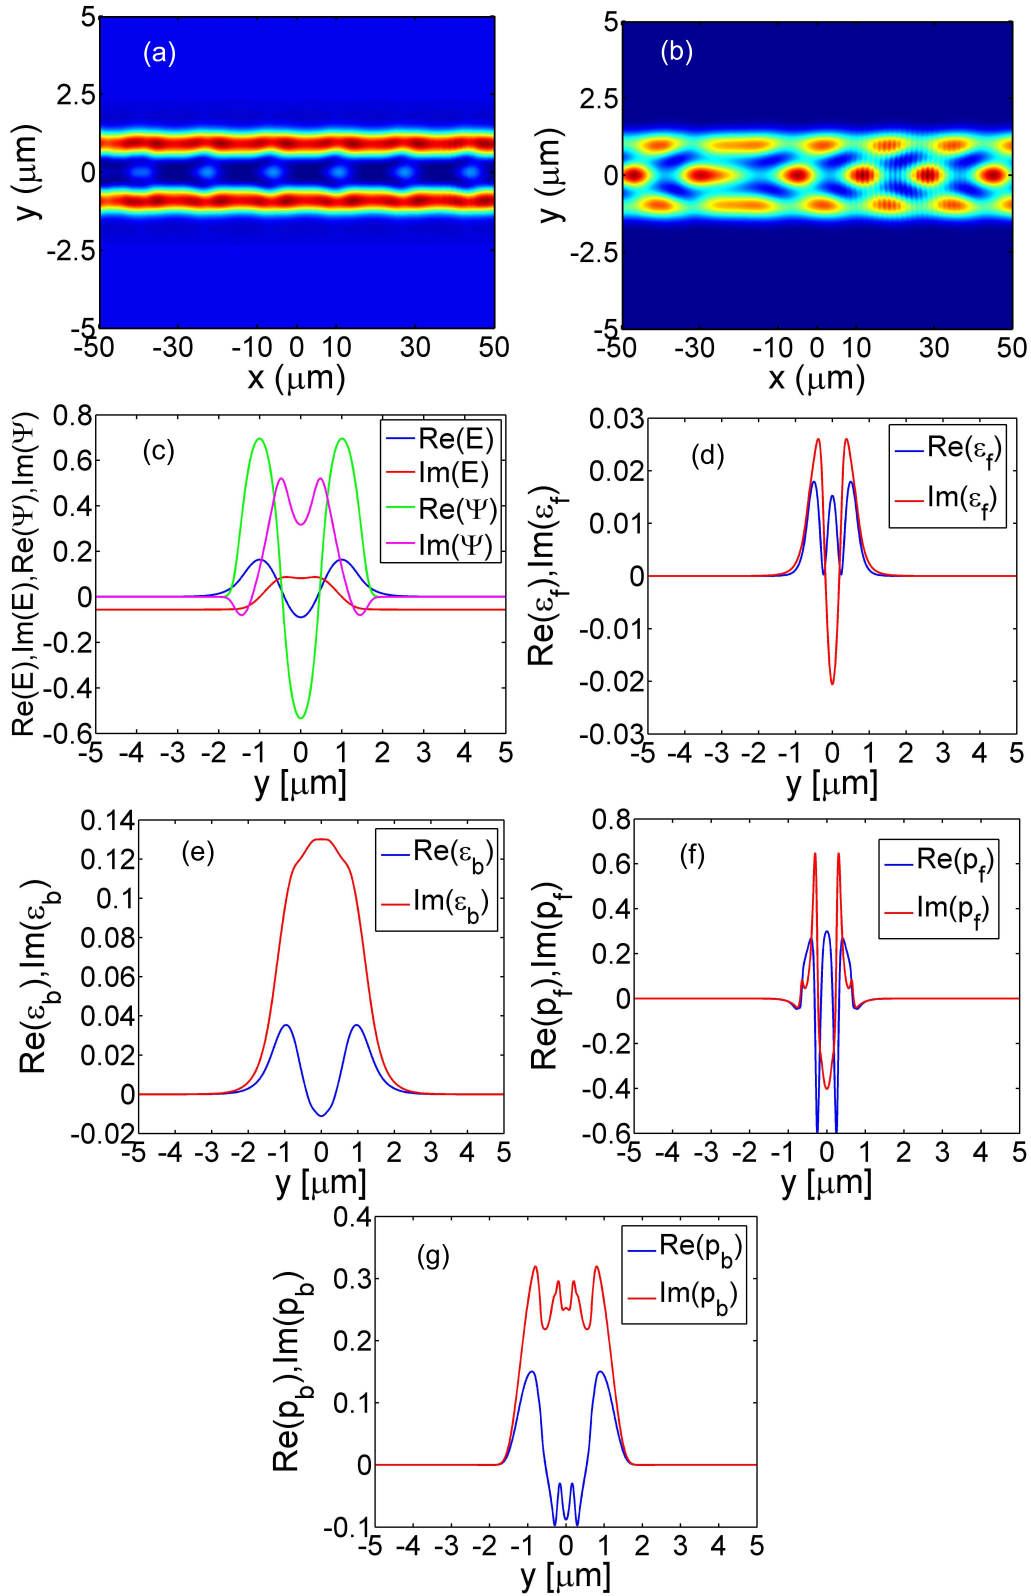 (a)
y (μm)
5
2.5
0
-2.5
-5
-50 -30 -10 0 10 30 50
x (μm)
(b)
y (μm)
5
2.5
0
-2.5
-5
-50 -30 -10 0 10 30 50
x (μm)
(c)
Re(E),Im(E),Re(Ψ),Im(Ψ)
0.8
0.6
0.4
0.2
0
-0.2
-0.4
-0.6
-5 -4 -3 -2 -1 0 1 2 3 4 5
y [μm]
Re(E)
Im(E)
Re(Ψ)
Im(Ψ)
(d)
Re(ε_f),Im(ε_f)
0.03
0.02
0.01
0
-0.01
-0.02
-0.03
-5 -4 -3 -2 -1 0 1 2 3 4 5
y [μm]
Re(ε_f)
Im(ε_f)
(e)
Re(ε_b),Im(ε_b)
0.14
0.12
0.1
0.08
0.06
0.04
0.02
0
-0.02
-5 -4 -3 -2 -1 0 1 2 3 4 5
y [μm]
Re(ε_b)
Im(ε_b)
(f)
Re(p_f),Im(p_f)
0.8
0.6
0.4
0.2
0
-0.2
-0.4
-0.6
-5 -4 -3 -2 -1 0 1 2 3 4 5
y [μm]
Re(p_f)
Im(p_f)
(g)
Re(p_b),Im(p_b)
0.4
0.3
0.2
0.1
0
-0.1
-5 -4 -3 -2 -1 0 1 2 3 4 5
y [μm]
Re(p_b)
Im(p_b)